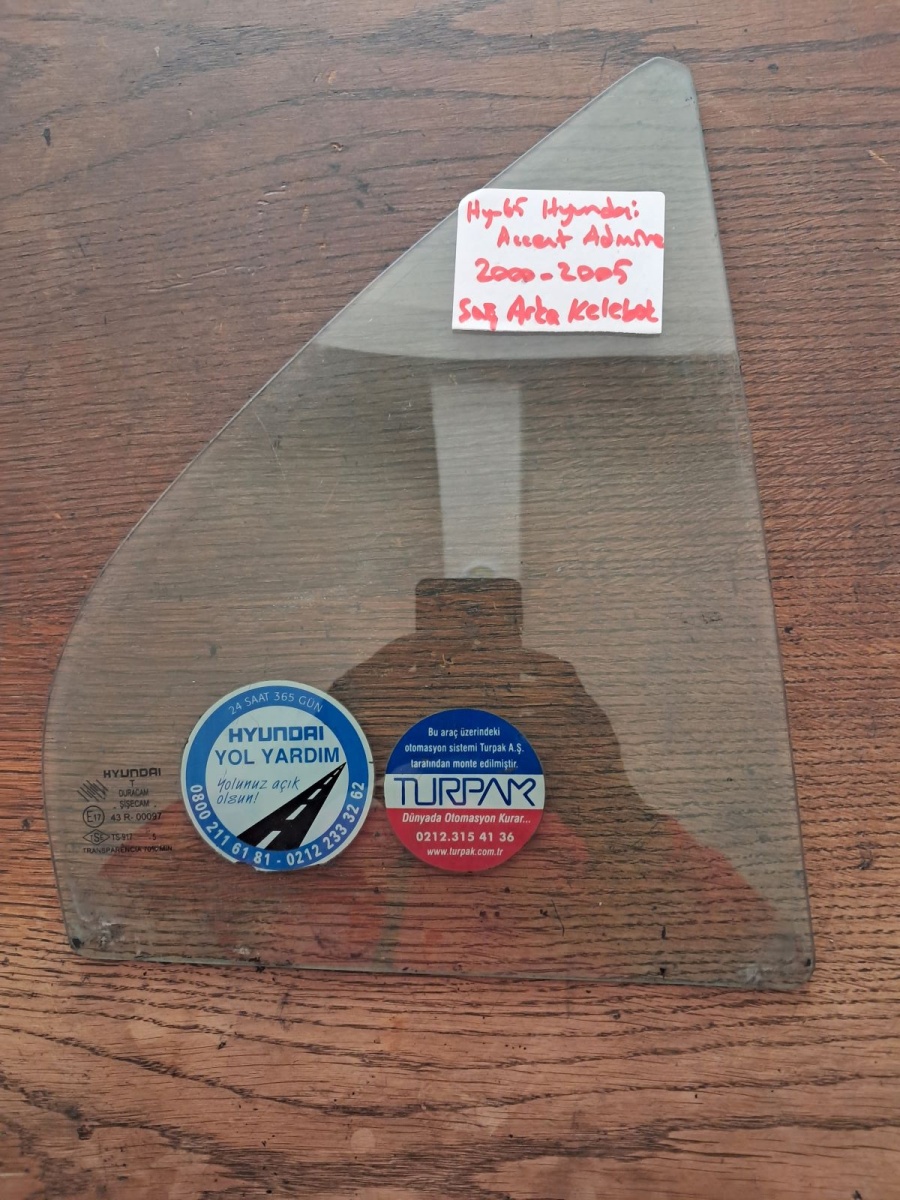 Hy-65 Hyundai
Accent Admire
2000-2005
Sağ Arka Kelebek
24 SAAT 365 GÜN
HYUNDAI
YOL YARDIM
Yolunuz açık
olsun!
0800 211 61 81 - 0212 233 32 62
Bu araç üzerindeki
otomasyon sistemi Turpak A.Ş.
tarafından monte edilmiştir.
TURPAK
Dünyada Otomasyon Kurar...
0212.315 41 36
www.turpak.com.tr
HYUNDAI
T
DURACAM
ŞİŞECAM
E17 43 R- 00097
TSE
TRANSPARENCIA